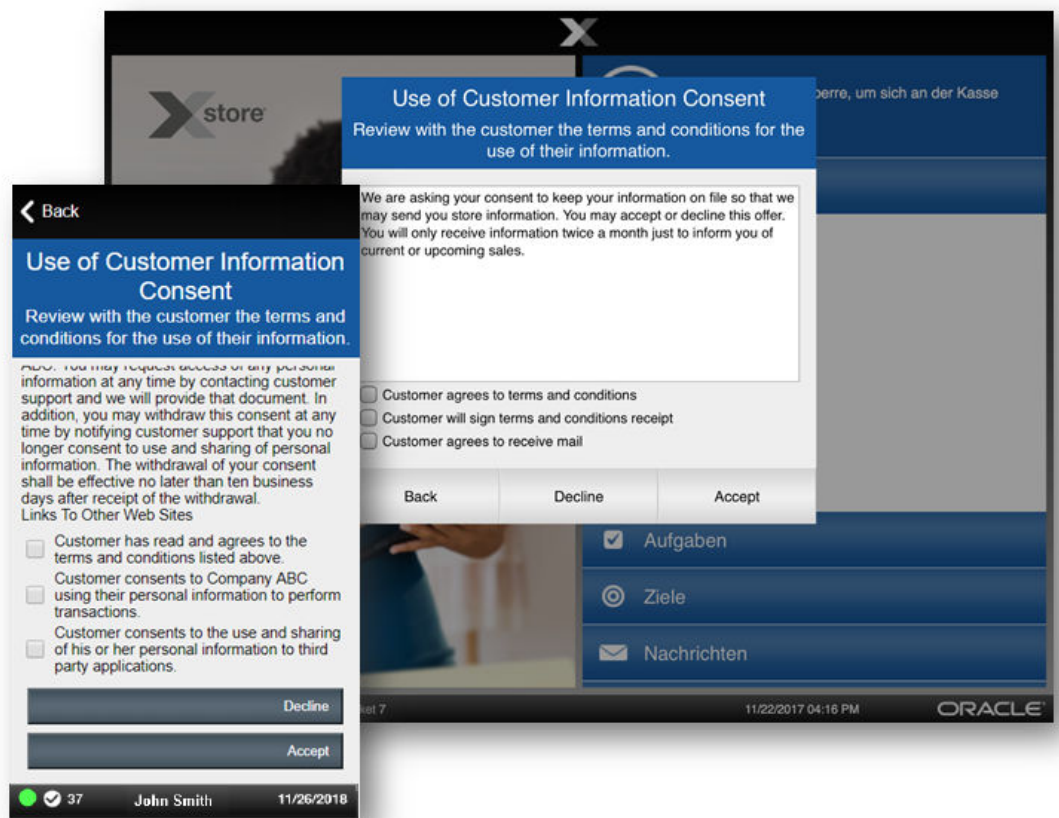 store
perre, um sich an der Kasse
Use of Customer Information Consent
Review with the customer the terms and conditions for the
use of their information.
We are asking your consent to keep your information on file so that we
may send you store information. You may accept or decline this offer.
You will only receive information twice a month just to inform you of
current or upcoming sales.
Customer agrees to terms and conditions
Customer will sign terms and conditions receipt
Customer agrees to receive mail
Back Decline Accept
Aufgaben
Ziele
Nachrichten
ket 7 11/22/2017 04:16 PM ORACLE
Back
Use of Customer Information
Consent
Review with the customer the terms and
conditions for the use of their information.
ABC. You may request access of any personal
information at any time by contacting customer
support and we will provide that document. In
addition, you may withdraw this consent at any
time by notifying customer support that you no
longer consent to use and sharing of personal
information. The withdrawal of your consent
shall be effective no later than ten business
days after receipt of the withdrawal.
Links To Other Web Sites
Customer has read and agrees to the
terms and conditions listed above.
Customer consents to Company ABC
using their personal information to perform
transactions.
Customer consents to the use and sharing
of his or her personal information to third
party applications.
Decline
Accept
37 John Smith 11/26/2018